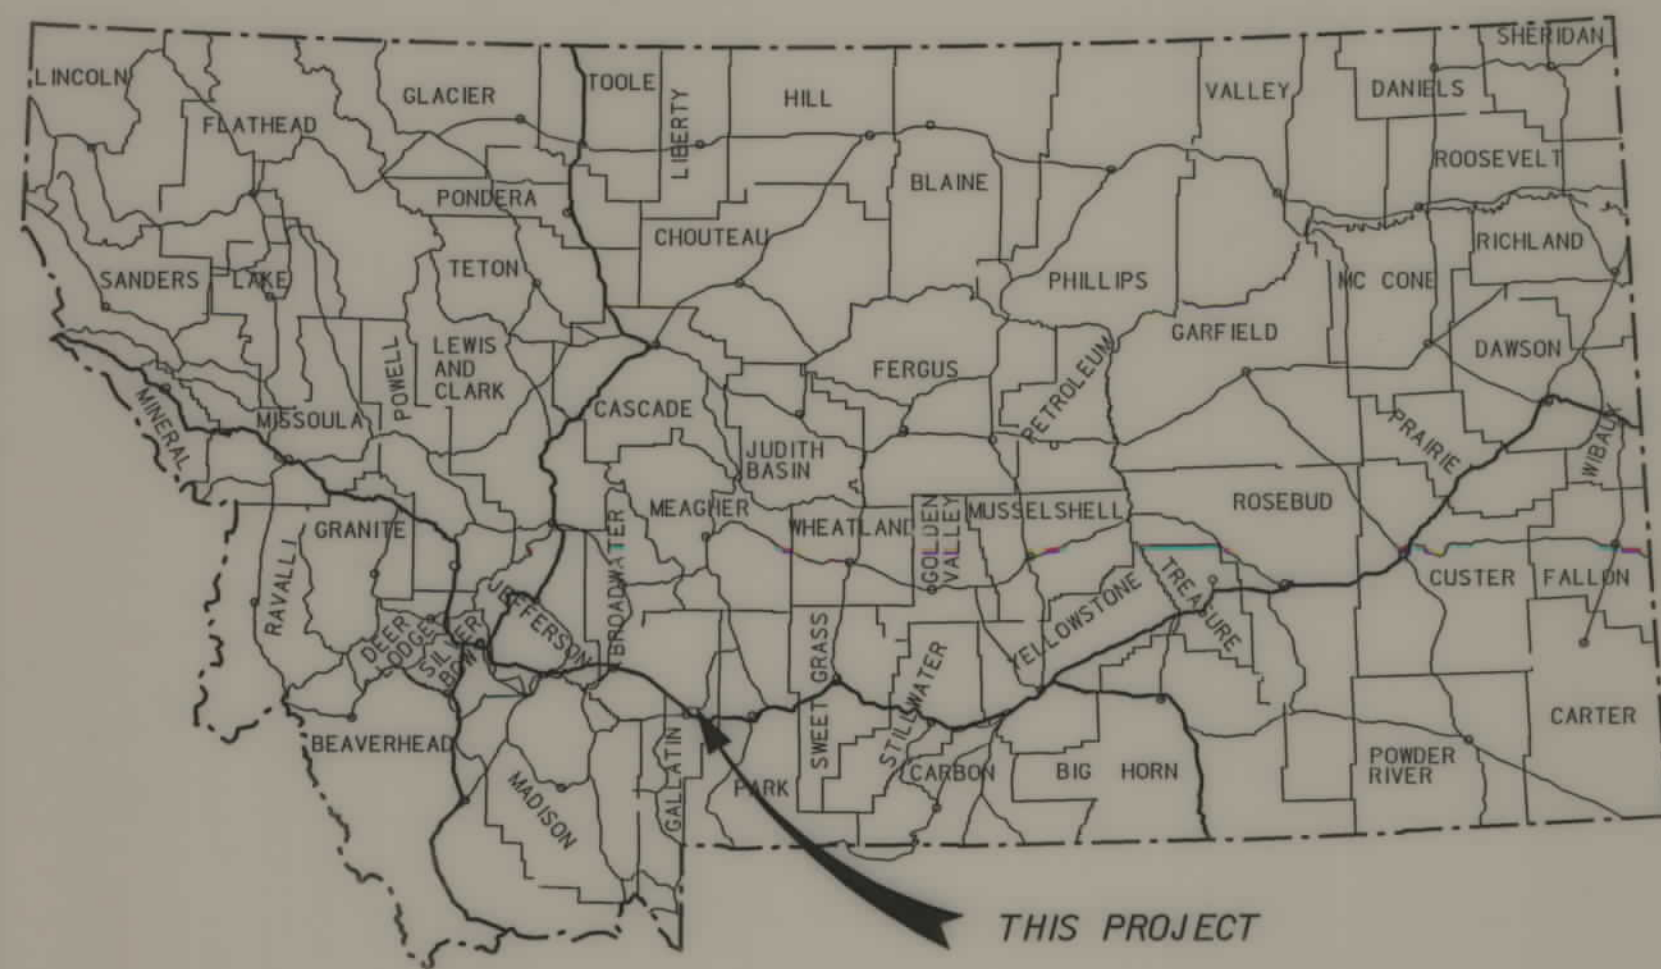 SHERIDAN
LINCOLN
GLACIER
TOOLE
LIBERTY
HILL
VALLEY
DANIELS
FLATHEAD
ROOSEVELT
PONDERA
BLAINE
CHOUTEAU
RICHLAND
SANDERS
LAKE
TETON
PHILLIPS
MC CONE
GARFIELD
LEWIS
AND
CLARK
POWELL
FERGUS
PETROLEUM
DAWSON
MINERAL
MISSOULA
CASCADE
JUDITH
BASIN
PRAIRIE
WIBAUX
MEAGHER
WHEATLAND
GOLDEN
VALLEY
MUSSELSHELL
ROSEBUD
GRANITE
RAVALLI
BROADWATER
JEFFERSON
TREASURE
CUSTER
FALLON
DEER
LODGE
SILVER
BOW
SWEET GRASS
STILLWATER
YELLOWSTONE
BEAVERHEAD
MADISON
GALLATIN
PARK
CARBON
BIG HORN
POWDER
RIVER
CARTER
THIS PROJECT